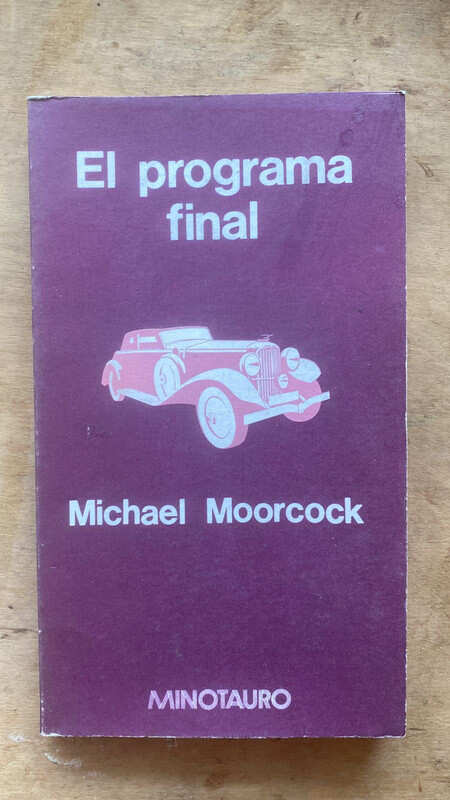 El programa
final
Michael Moorcock
MINOTAURO